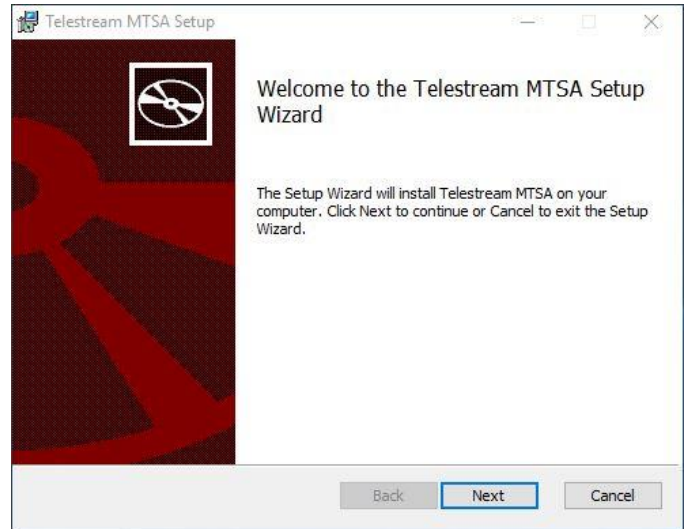 Telestream MTSA Setup
Welcome to the Telestream MTSA Setup
Wizard
The Setup Wizard will install Telestream MTSA on your
computer. Click Next to continue or Cancel to exit the Setup
Wizard.
Back Next Cancel